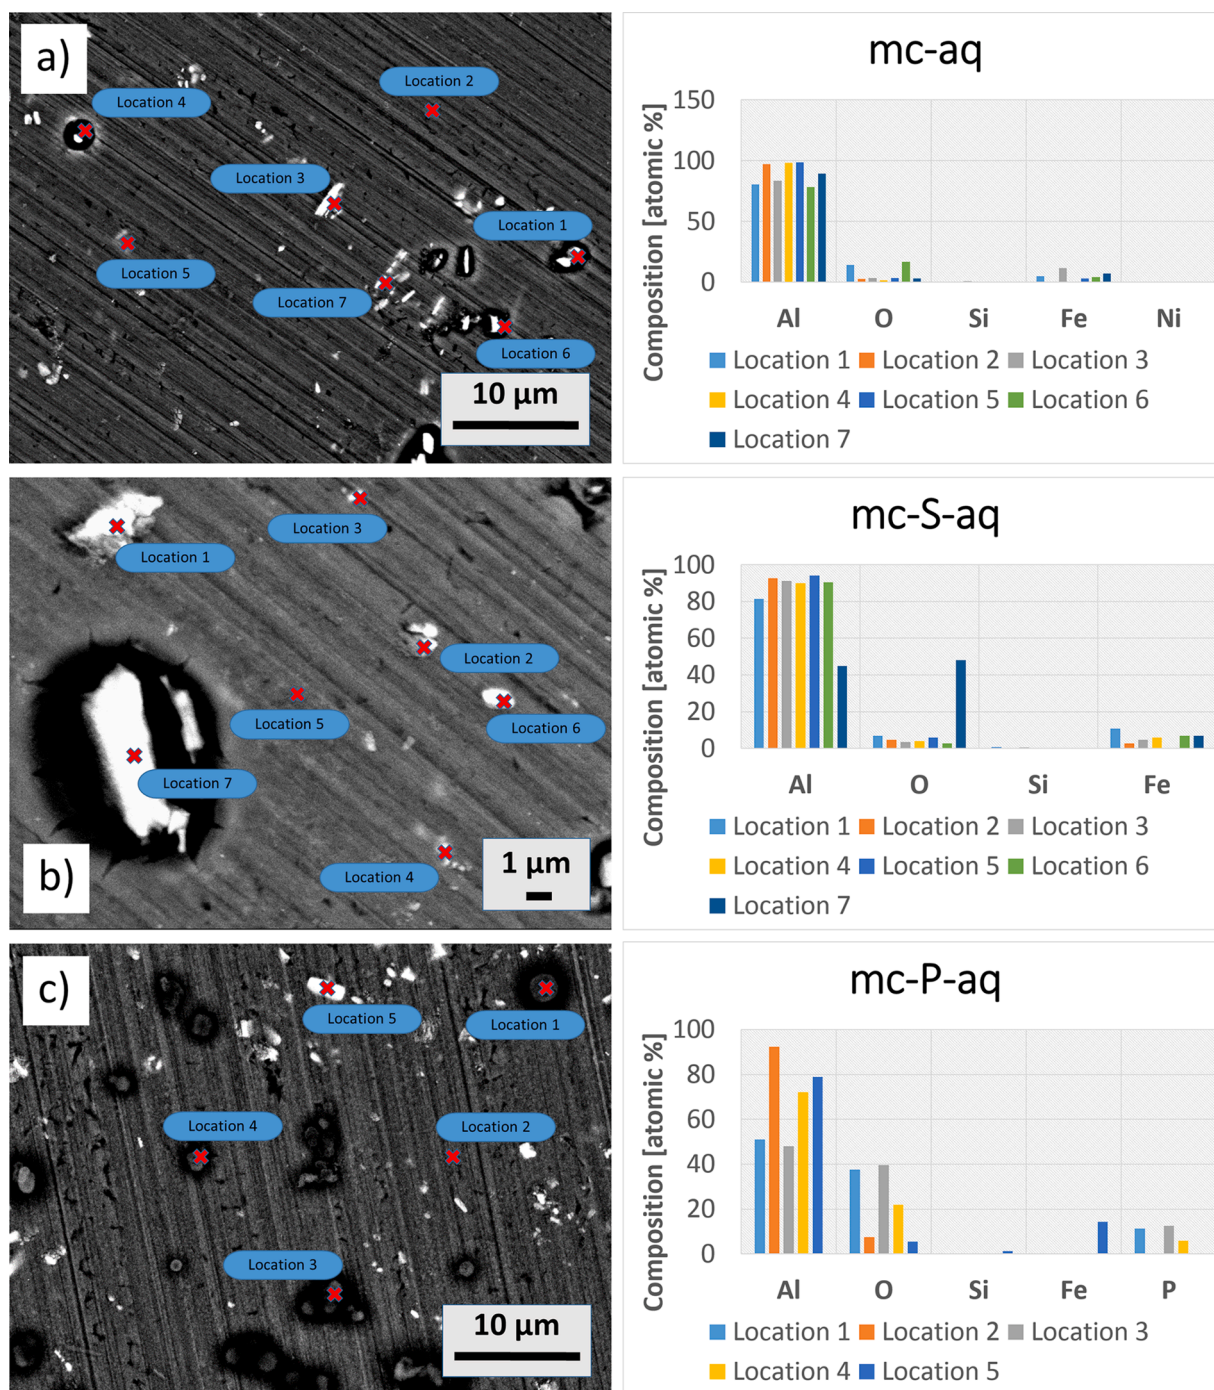 a)
Location 2
Location 4
Location 3
Location 1
Location 5
Location 7
Location 6
10 µm
mc-aq
Composition [atomic %]
150
100
50
0
Al O Si Fe Ni
Location 1 Location 2 Location 3
Location 4 Location 5 Location 6
Location 7
b)
Location 3
Location 1
Location 2
Location 5
Location 6
Location 7
Location 4
1 µm
mc-S-aq
Composition [atomic %]
100
80
60
40
20
0
Al O Si Fe
Location 1 Location 2 Location 3
Location 4 Location 5 Location 6
Location 7
c)
Location 5
Location 1
Location 4
Location 2
Location 3
10 µm
mc-P-aq
Composition [atomic %]
100
80
60
40
20
0
Al O Si Fe P
Location 1 Location 2 Location 3
Location 4 Location 5